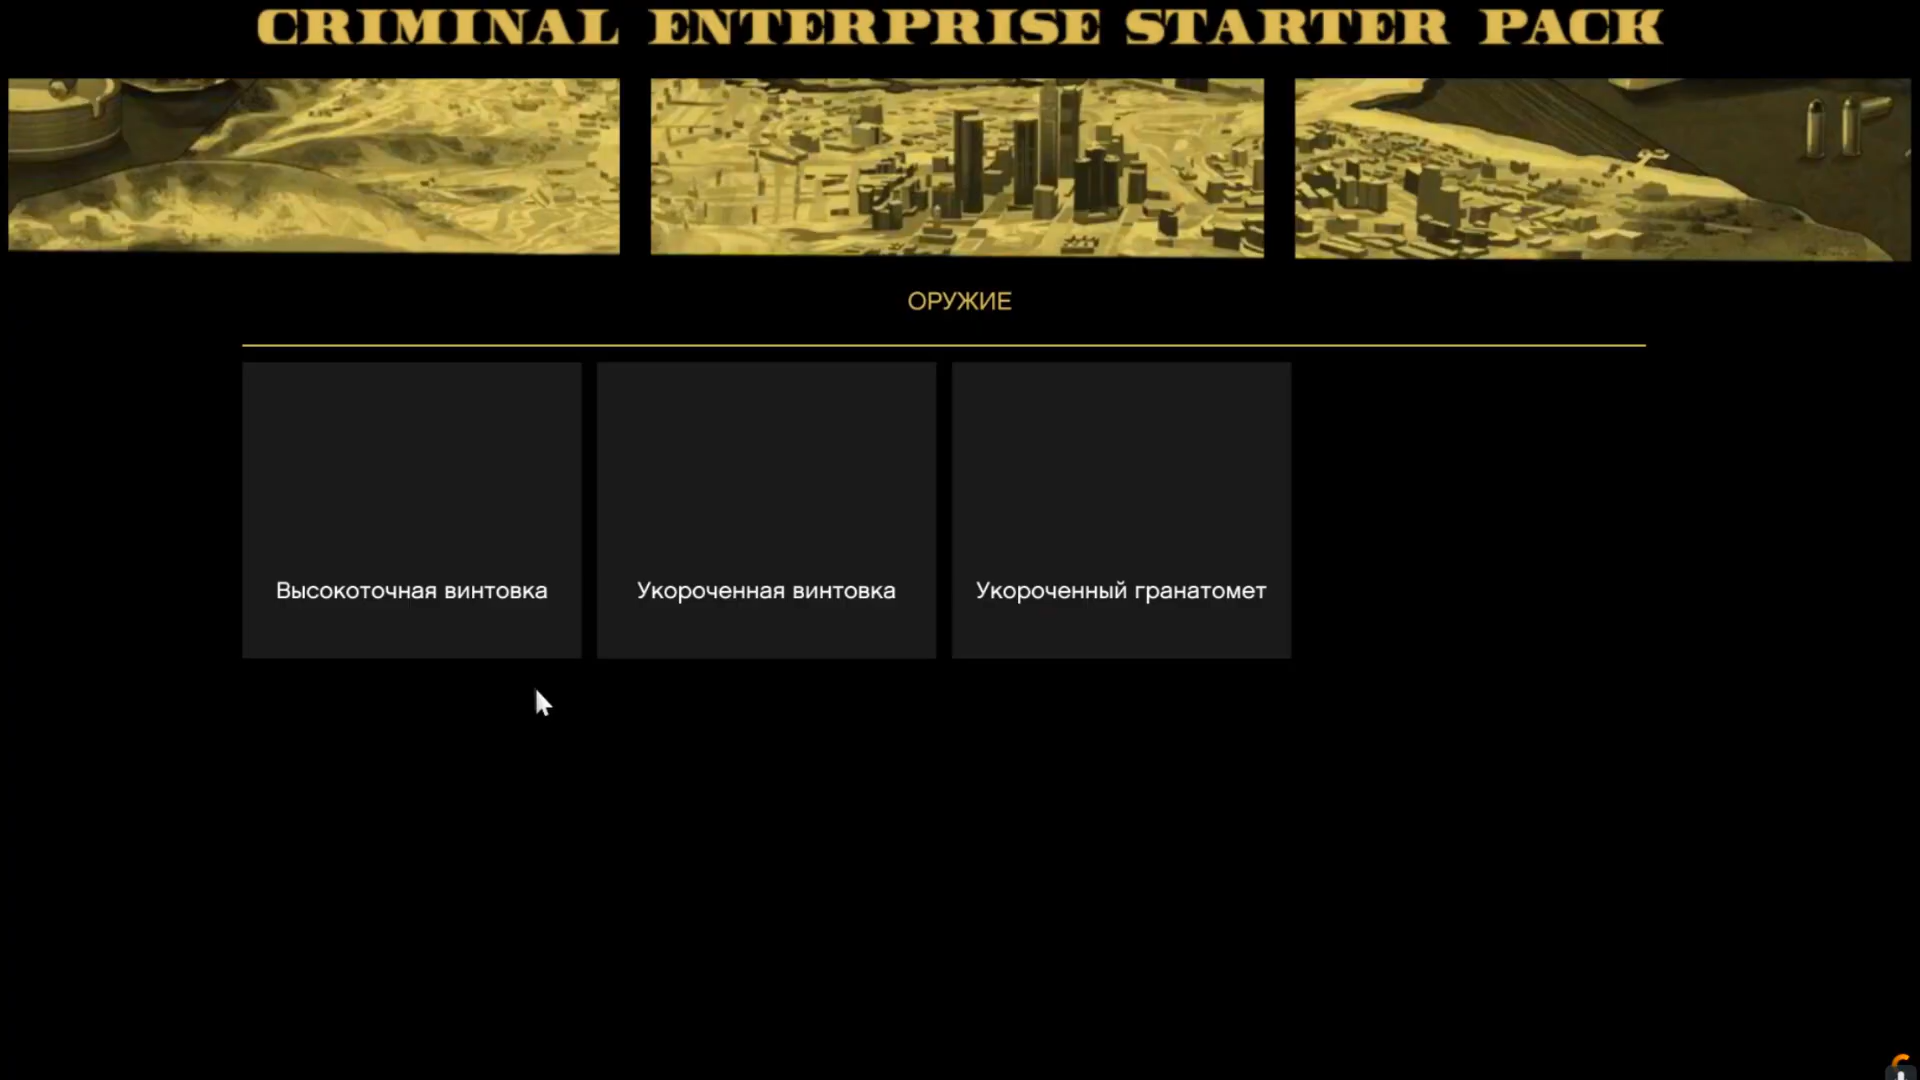 CRIMINAL ENTERPRISE STARTER PACK
ОРУЖИЕ
Высокоточная винтовка
Укороченная винтовка
Укороченный гранатомет